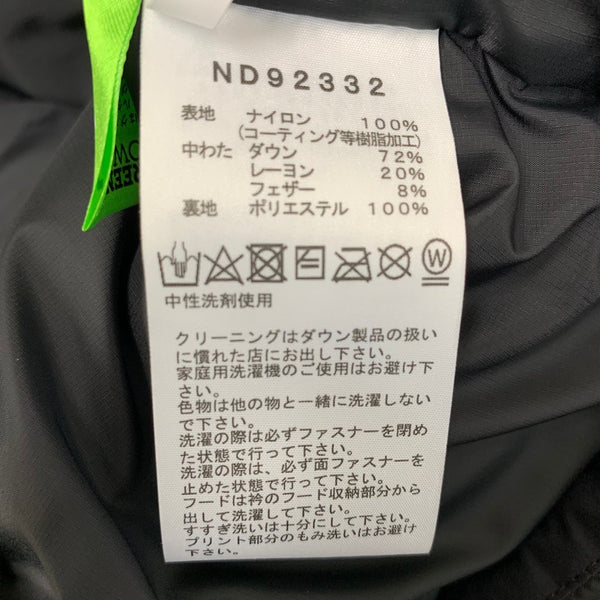 ND92332
表地 ナイロン 100%
(コーティング等樹脂加工)
中わた ダウン 72%
レーヨン 20%
フェザー 8%
裏地 ポリエステル 100%
W
中性洗剤使用
クリーニングはダウン製品の扱い
に慣れた店にお出し下さい。
家庭用洗濯機のご使用はお避け下
さい。
色物は他の物と一緒に洗濯しない
で下さい。
洗濯の際は必ずファスナーを閉め
た状態で行って下さい。
洗濯の際は、必ず面ファスナーを
止めた状態で行って下さい。
フードは衿のフード収納部分から
出して洗濯して下さい。
すすぎ洗いは十分にして下さい。
プリント部分のもみ洗いはお避け
下さい。